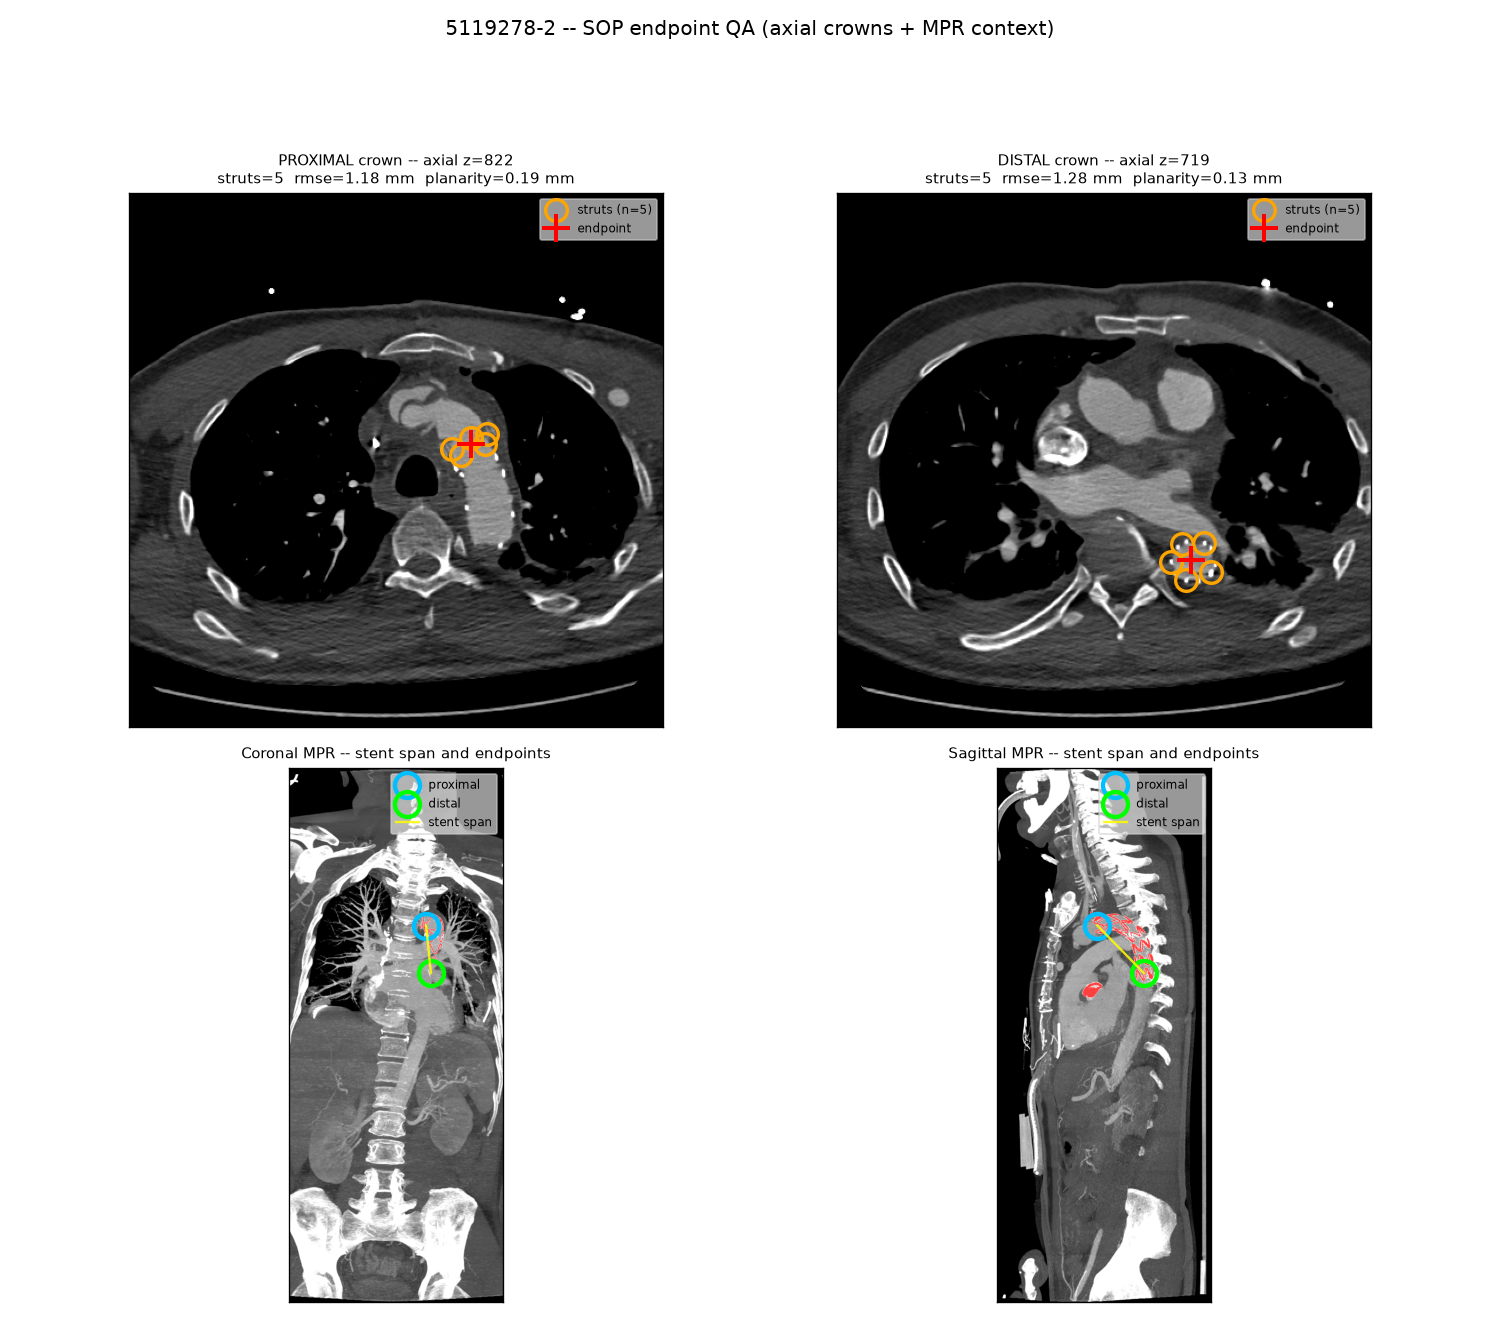 5119278-2 -- SOP endpoint QA (axial crowns + MPR context)
PROXIMAL crown -- axial z=822
struts=5  rmse=1.18 mm  planarity=0.19 mm
struts (n=5)
endpoint
DISTAL crown -- axial z=719
struts=5  rmse=1.28 mm  planarity=0.13 mm
struts (n=5)
endpoint
Coronal MPR -- stent span and endpoints
proximal
distal
stent span
Sagittal MPR -- stent span and endpoints
proximal
distal
stent span